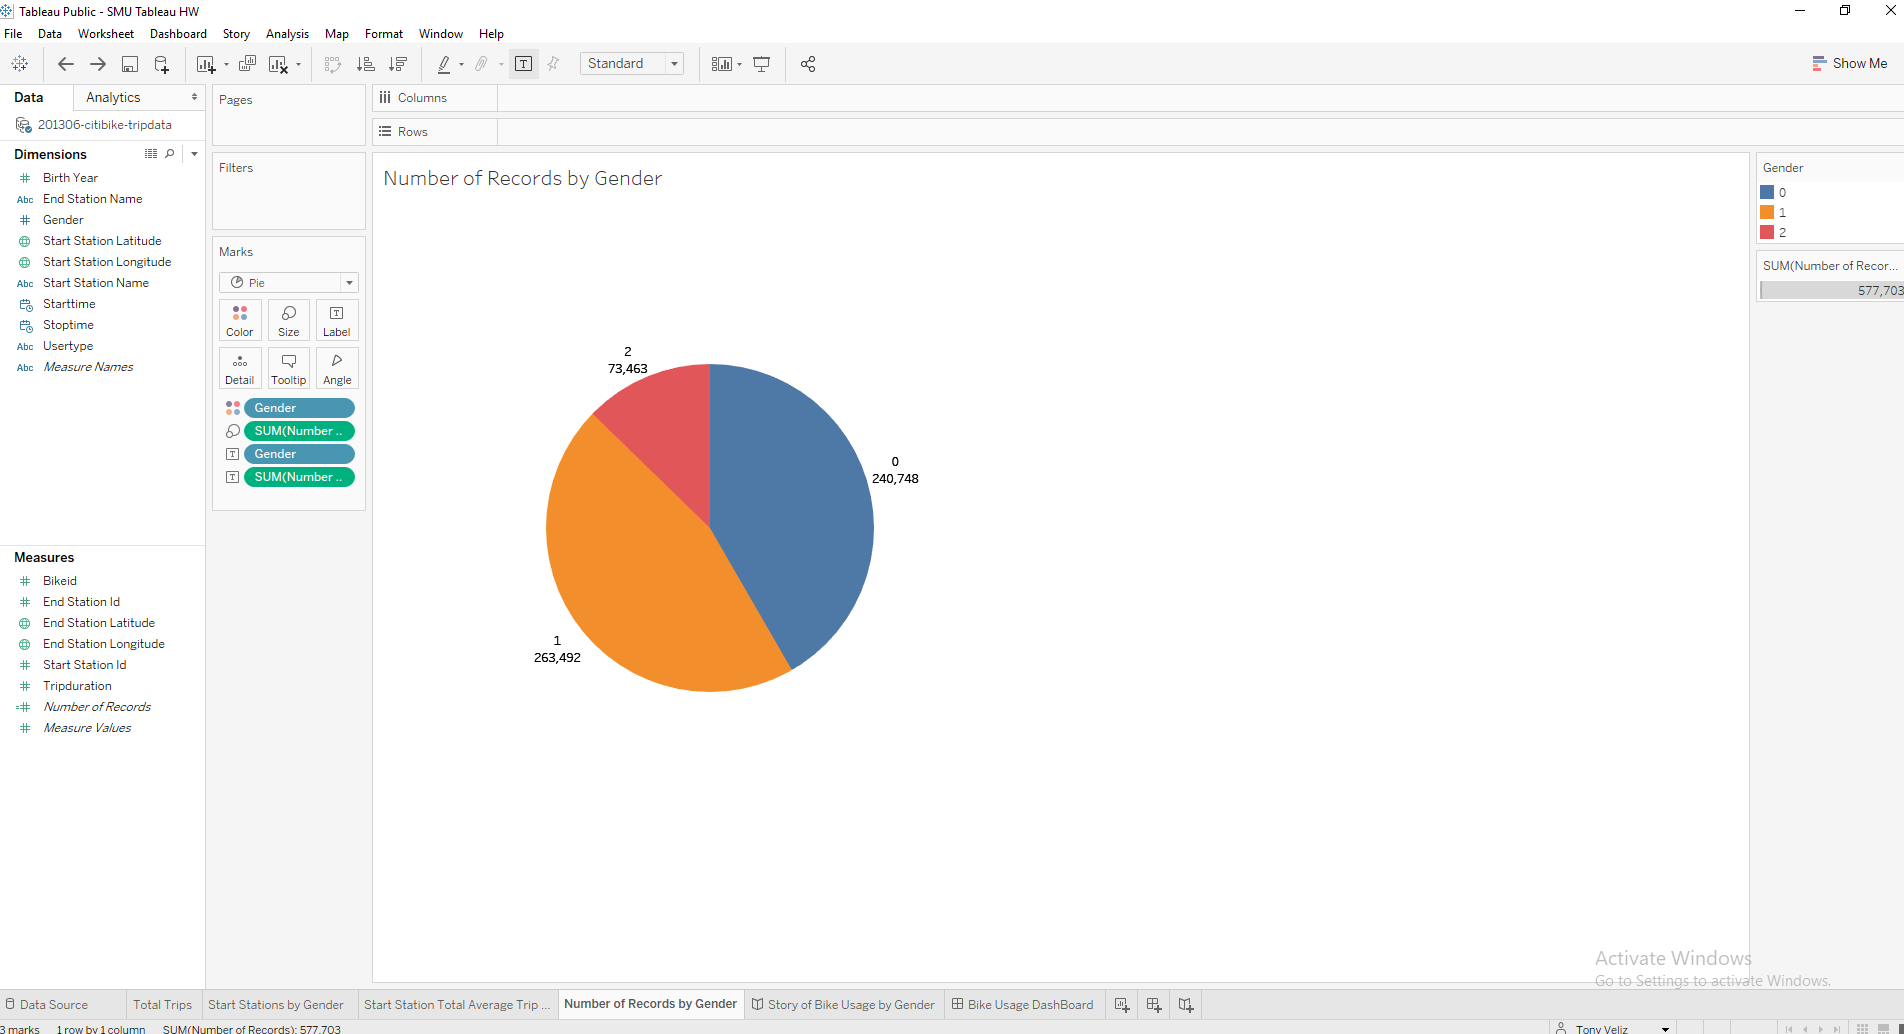 Tableau Public - SMU Tableau HW
File Data Worksheet Dashboard Story Analysis Map Format Window Help
Standard
Show Me
Data Analytics
201306-citibike-tripdata
Dimensions
Birth Year
Abc End Station Name
Gender
Start Station Latitude
Start Station Longitude
Abc Start Station Name
Starttime
Stoptime
Abc Usertype
Abc Measure Names
Measures
Bikeid
End Station Id
End Station Latitude
End Station Longitude
Start Station Id
Tripduration
=# Number of Records
Measure Values
Pages
Filters
Marks
Pie
Color Size Label
Detail Tooltip Angle
Gender
SUM(Number ..
Gender
SUM(Number ..
Columns
Rows
Number of Records by Gender
2
73,463
0
240,748
1
263,492
Gender
0
1
2
SUM(Number of Recor...
577,703
Activate Windows
Go to Settings to activate Windows.
Data Source Total Trips Start Stations by Gender Start Station Total Average Trip ... Number of Records by Gender Story of Bike Usage by Gender Bike Usage DashBoard
3 marks 1 row by 1 column SUM(Number of Records): 577,703
Tony Veliz